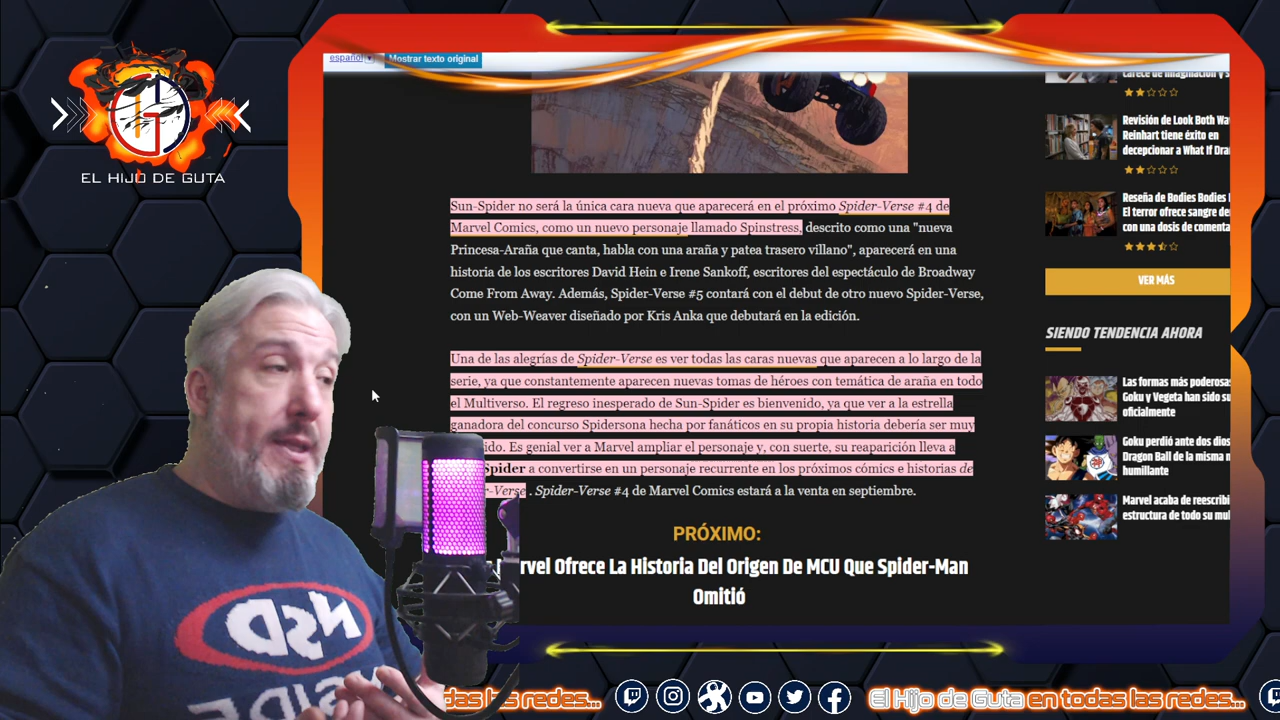 EL HIJO DE GUTA
español
Mostrar texto original
Sun-Spider no será la única cara nueva que aparecerá en el próximo Spider-Verse #4 de
Marvel Comics, como un nuevo personaje llamado Spinstress, descrito como una "nueva
Princesa-Araña que canta, habla con una araña y patea trasero villano", aparecerá en una
historia de los escritores David Hein e Irene Sankoff, escritores del espectáculo de Broadway
Come From Away. Además, Spider-Verse #5 contará con el debut de otro nuevo Spider-Verse,
con un Web-Weaver diseñado por Kris Anka que debutará en la edición.
Una de las alegrías de Spider-Verse es ver todas las caras nuevas que aparecen a lo largo de la
serie, ya que constantemente aparecen nuevas tomas de héroes con temática de araña en todo
el Multiverso. El regreso inesperado de Sun-Spider es bienvenido, ya que ver a la estrella
ganadora del concurso Spidersona hecha por fanáticos en su propia historia debería ser muy
ido. Es genial ver a Marvel ampliar el personaje y, con suerte, su reaparición lleva a
Spider a convertirse en un personaje recurrente en los próximos cómics e historias de
r-Verse . Spider-Verse #4 de Marvel Comics estará a la venta en septiembre.
PRÓXIMO:
Marvel Ofrece La Historia Del Origen De MCU Que Spider-Man
Omitió
carece de imaginación y s
Revisión de Look Both Wa
Reinhart tiene éxito en
decepcionar a What If Dra
Reseña de Bodies Bodies
El terror ofrece sangre de
con una dosis de comenta
VER MÁS
SIENDO TENDENCIA AHORA
Las formas más poderosa
Goku y Vegeta han sido su
oficialmente
Goku perdió ante dos dios
Dragon Ball de la misma
humillante
Marvel acaba de reescribi
estructura de todo su mul
NSD
das las redes...
El Hijo de Guta en todas las redes...